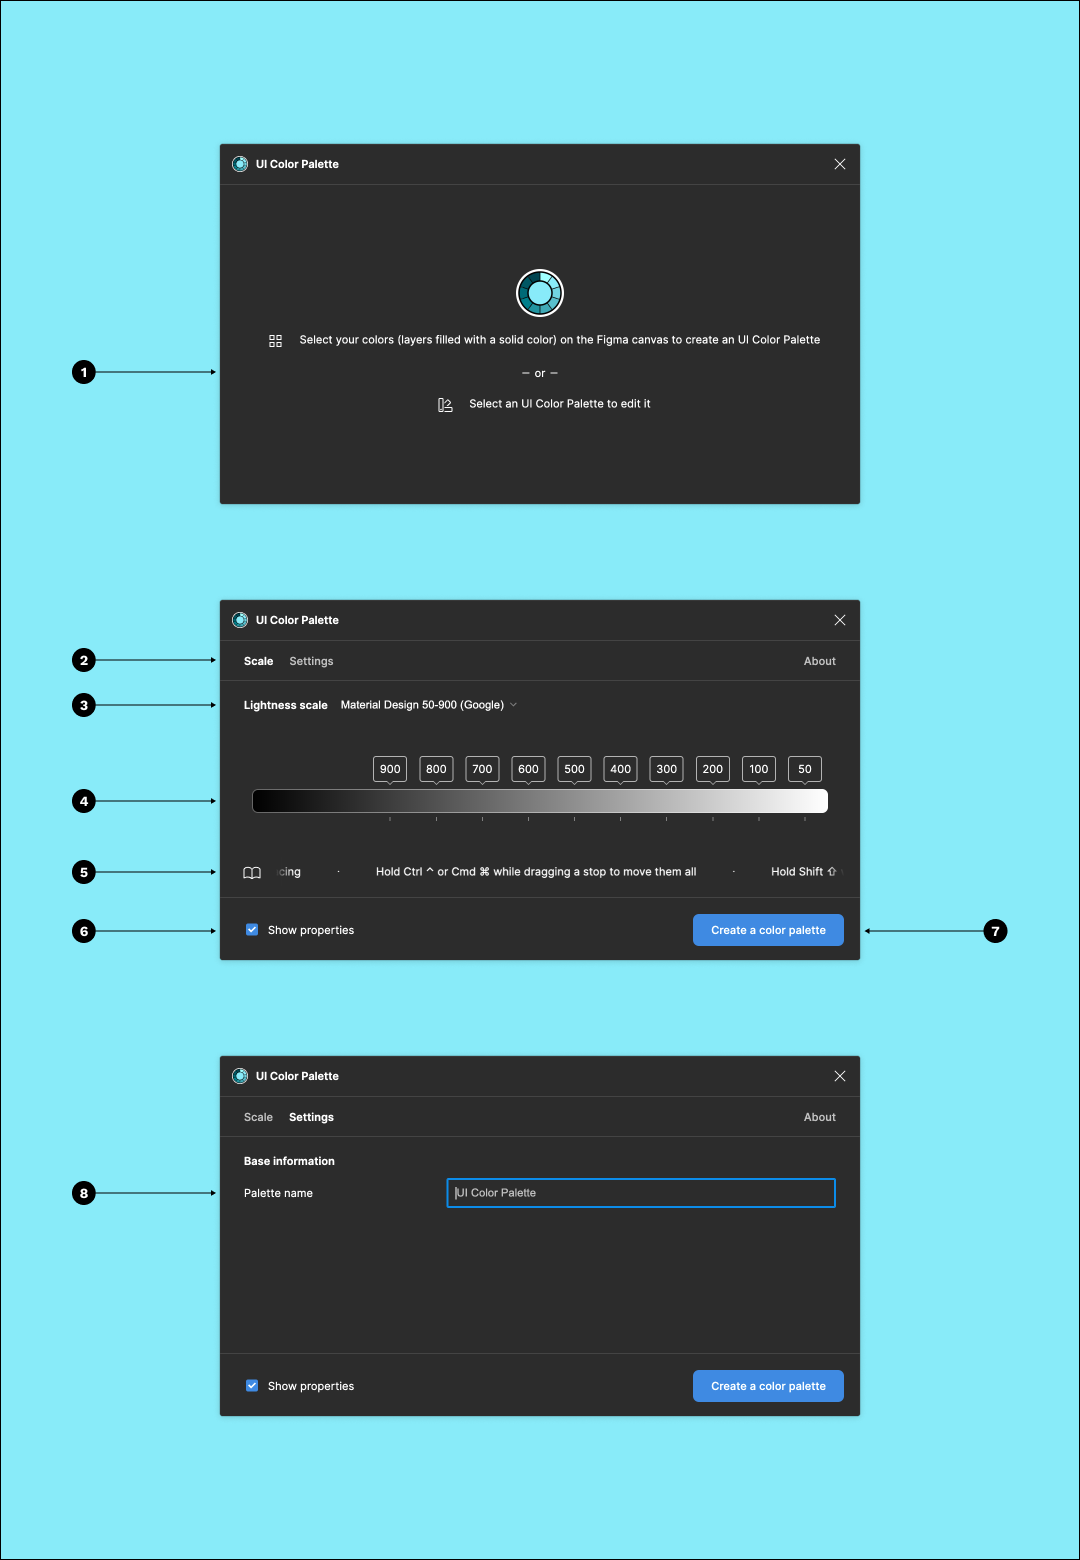 UI Color Palette
Select your colors (layers filled with a solid color) on the Figma canvas to create an UI Color Palette
1
– or –
Select an UI Color Palette to edit it
UI Color Palette
2
Scale Settings About
3
Lightness scale Material Design 50-900 (Google)
900 800 700 600 500 400 300 200 100 50
4
5
cing · Hold Ctrl ^ or Cmd ⌘ while dragging a stop to move them all · Hold Shift ⇧
6
Show properties Create a color palette
7
UI Color Palette
Scale Settings About
Base information
8
Palette name UI Color Palette
Show properties Create a color palette